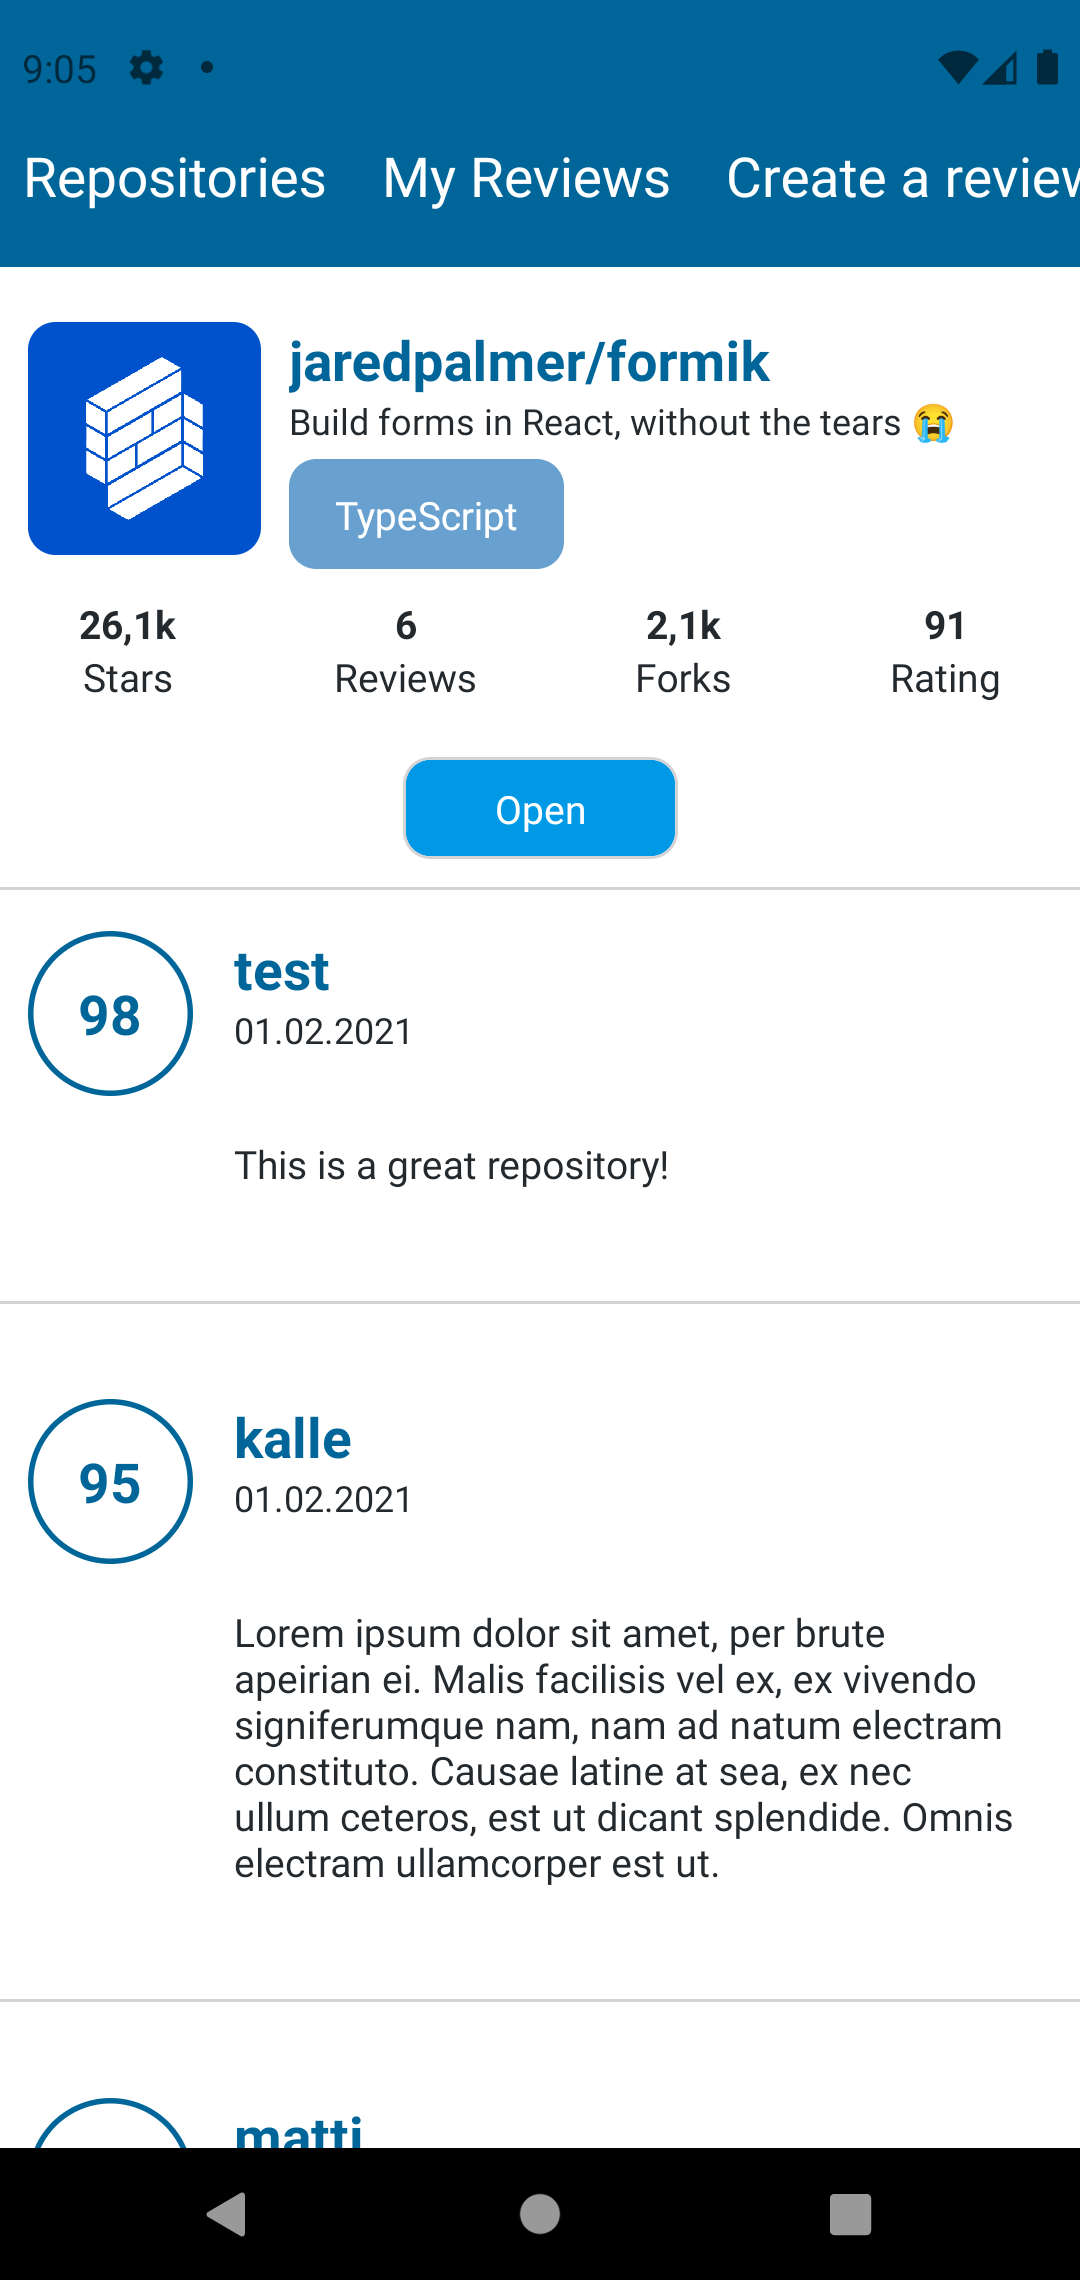 9:05
Repositories My Reviews Create a review
jaredpalmer/formik
Build forms in React, without the tears 😭
TypeScript
26,1k 6 2,1k 91
Stars Reviews Forks Rating
Open
98
test
01.02.2021
This is a great repository!
95
kalle
01.02.2021
Lorem ipsum dolor sit amet, per brute
apeirian ei. Malis facilisis vel ex, ex vivendo
signiferumque nam, nam ad natum electram
constituto. Causae latine at sea, ex nec
ullum ceteros, est ut dicant splendide. Omnis
electram ullamcorper est ut.
matti